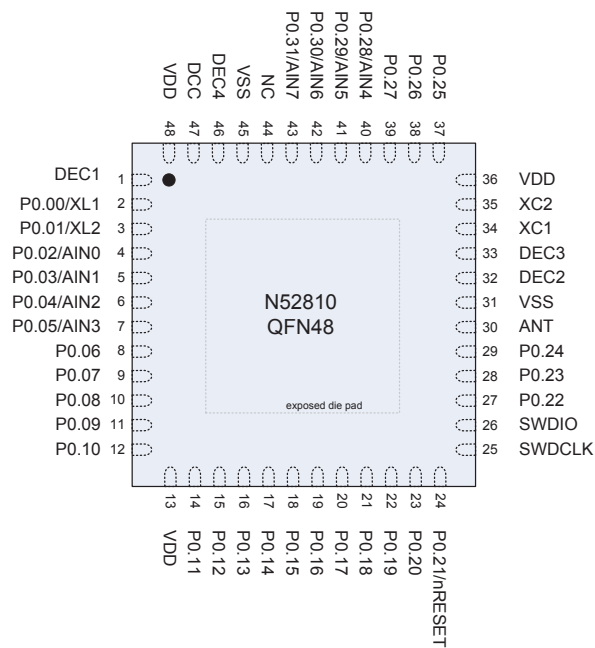 P0.31/AIN7
P0.30/AIN6
P0.29/AIN5
P0.28/AIN4
P0.27
P0.26
P0.25
VDD
DCC
DEC4
VSS
NC
48
47
46
45
44
43
42
41
40
39
38
37
DEC1 1
P0.00/XL1 2
P0.01/XL2 3
P0.02/AIN0 4
P0.03/AIN1 5
P0.04/AIN2 6
P0.05/AIN3 7
P0.06 8
P0.07 9
P0.08 10
P0.09 11
P0.10 12
N52810
QFN48
exposed die pad
36 VDD
35 XC2
34 XC1
33 DEC3
32 DEC2
31 VSS
30 ANT
29 P0.24
28 P0.23
27 P0.22
26 SWDIO
25 SWDCLK
13
14
15
16
17
18
19
20
21
22
23
24
VDD
P0.11
P0.12
P0.13
P0.14
P0.15
P0.16
P0.17
P0.18
P0.19
P0.20
P0.21/nRESET